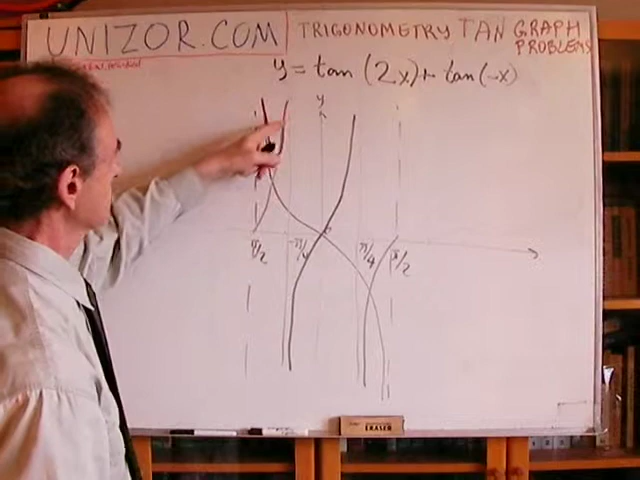 UNIZOR.COM
TRIGONOMETRY TAN GRAPH
PROBLEMS
y = tan (2x) + tan (-x)
y
π/2
-π/4
π/4
π/2
ERASER